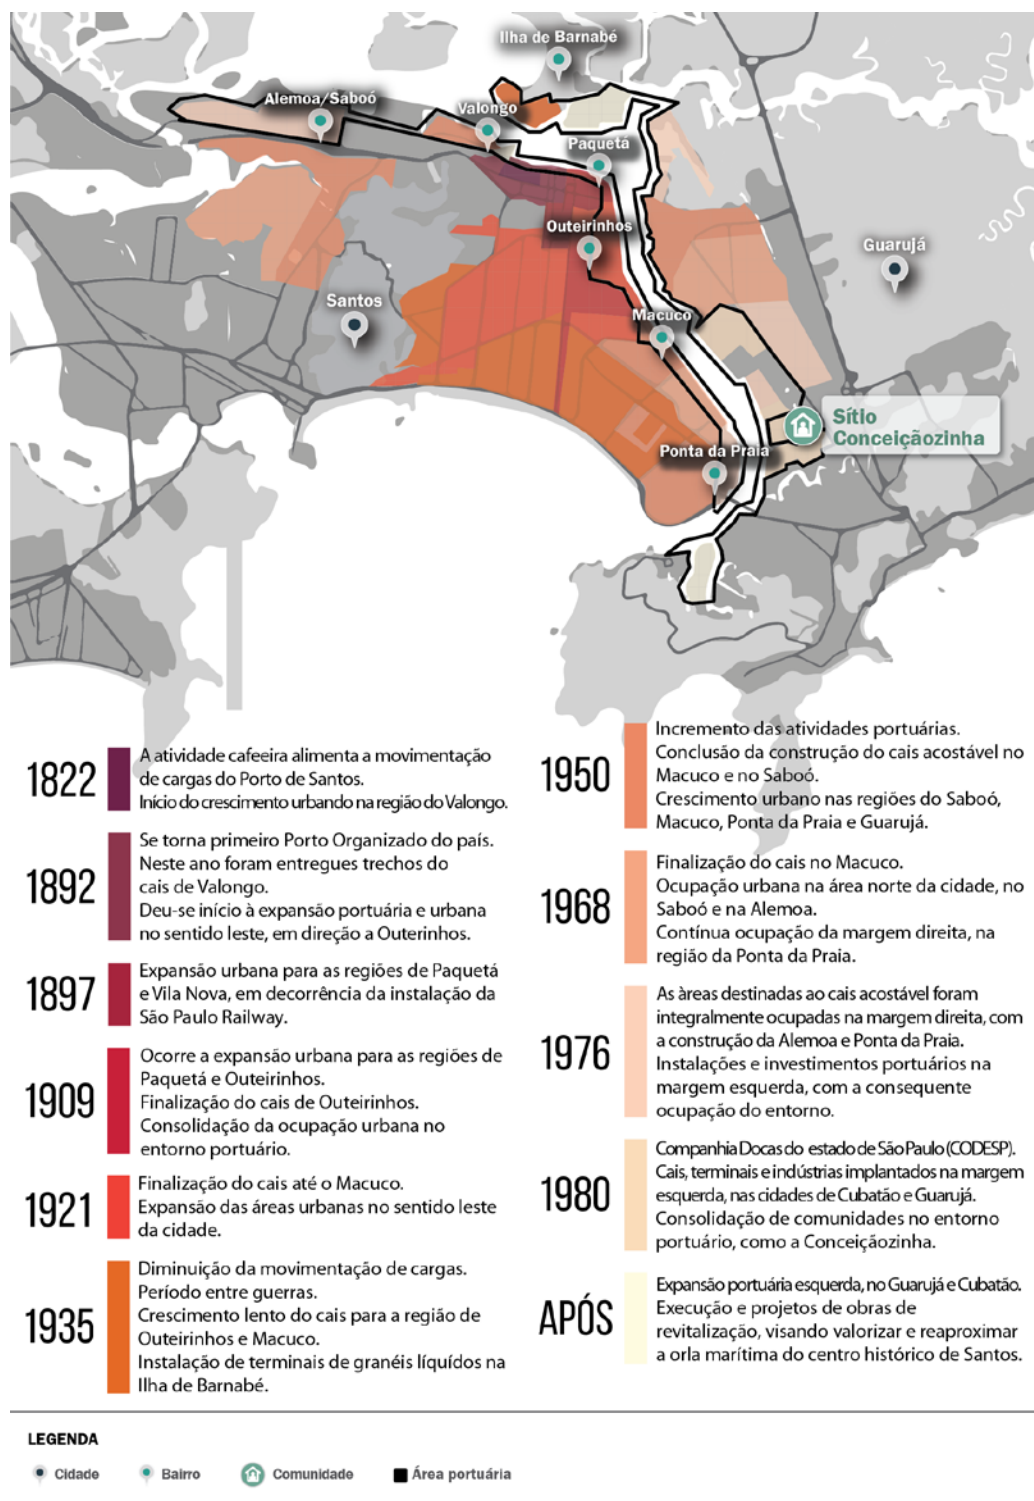 Ilha de Barnabé
Alemoa/Saboó
Valongo
Paquetá
Outeirinhos
Guarujá
Santos
Macuco
Sítio
Conceiçãozinha
Ponta da Praia
1822
A atividade cafeeira alimenta a movimentação
de cargas do Porto de Santos.
Início do crescimento urbando na região do Valongo.
1892
Se torna primeiro Porto Organizado do país.
Neste ano foram entregues trechos do
cais de Valongo.
Deu-se início à expansão portuária e urbana
no sentido leste, em direção a Outerinhos.
1897
Expansão urbana para as regiões de Paquetá
e Vila Nova, em decorrência da instalação da
São Paulo Railway.
1909
Ocorre a expansão urbana para as regiões de
Paquetá e Outeirinhos.
Finalização do cais de Outeirinhos.
Consolidação da ocupação urbana no
entorno portuário.
1921
Finalização do cais até o Macuco.
Expansão das áreas urbanas no sentido leste
da cidade.
1935
Diminuição da movimentação de cargas.
Período entre guerras.
Crescimento lento do cais para a região de
Outeirinhos e Macuco.
Instalação de terminais de granéis líquídos na
Ilha de Barnabé.
1950
Incremento das atividades portuárias.
Conclusão da construção do cais acostável no
Macuco e no Saboó.
Crescimento urbano nas regiões do Saboó,
Macuco, Ponta da Praia e Guarujá.
1968
Finalização do cais no Macuco.
Ocupação urbana na área norte da cidade, no
Saboó e na Alemoa.
Contínua ocupação da margem direita, na
região da Ponta da Praia.
1976
As àreas destinadas ao cais acostável foram
integralmente ocupadas na margem direita, com
a construção da Alemoa e Ponta da Praia.
Instalações e investimentos portuários na
margem esquerda, com a consequente
ocupação do entorno.
1980
Companhia Docas do estado de São Paulo (CODESP).
Cais, terminais e indústrias implantados na margem
esquerda, nas cidades de Cubatão e Guarujá.
Consolidação de comunidades no entorno
portuário, como a Conceiçãozinha.
APÓS
Expansão portuária esquerda, no Guarujá e Cubatão.
Execução e projetos de obras de
revitalização, visando valorizar e reaproximar
a orla marítima do centro histórico de Santos.
LEGENDA
Cidade
Bairro
Comunidade
Área portuária